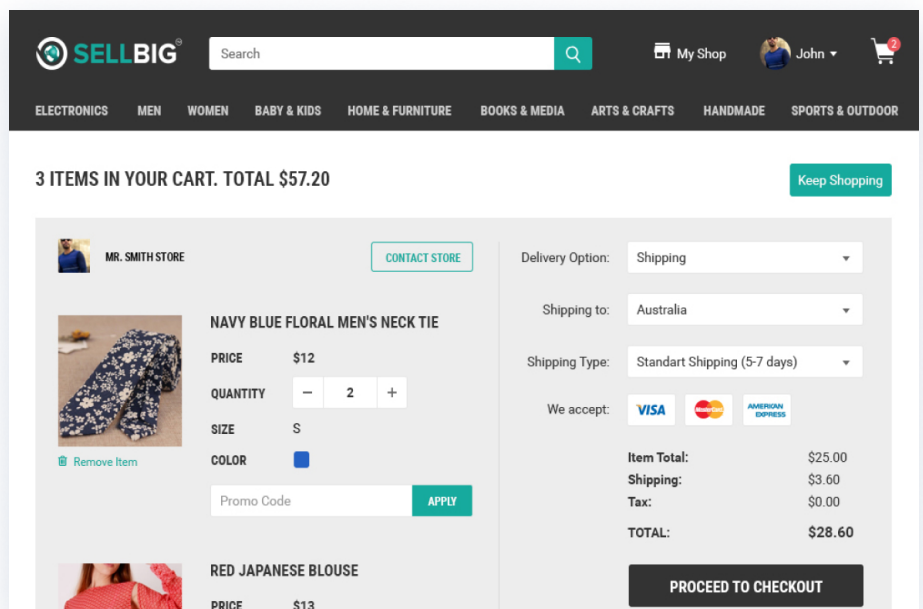 SELLBIG
Search
My Shop
John
2
ELECTRONICS MEN WOMEN BABY & KIDS HOME & FURNITURE BOOKS & MEDIA ARTS & CRAFTS HANDMADE SPORTS & OUTDOOR
3 ITEMS IN YOUR CART. TOTAL $57.20
Keep Shopping
MR. SMITH STORE
CONTACT STORE
NAVY BLUE FLORAL MEN'S NECK TIE
PRICE $12
QUANTITY − 2 +
SIZE S
COLOR
Remove Item
Promo Code APPLY
RED JAPANESE BLOUSE
PRICE $13
Delivery Option: Shipping
Shipping to: Australia
Shipping Type: Standart Shipping (5-7 days)
We accept: VISA MasterCard AMERICAN EXPRESS
Item Total: $25.00
Shipping: $3.60
Tax: $0.00
TOTAL: $28.60
PROCEED TO CHECKOUT